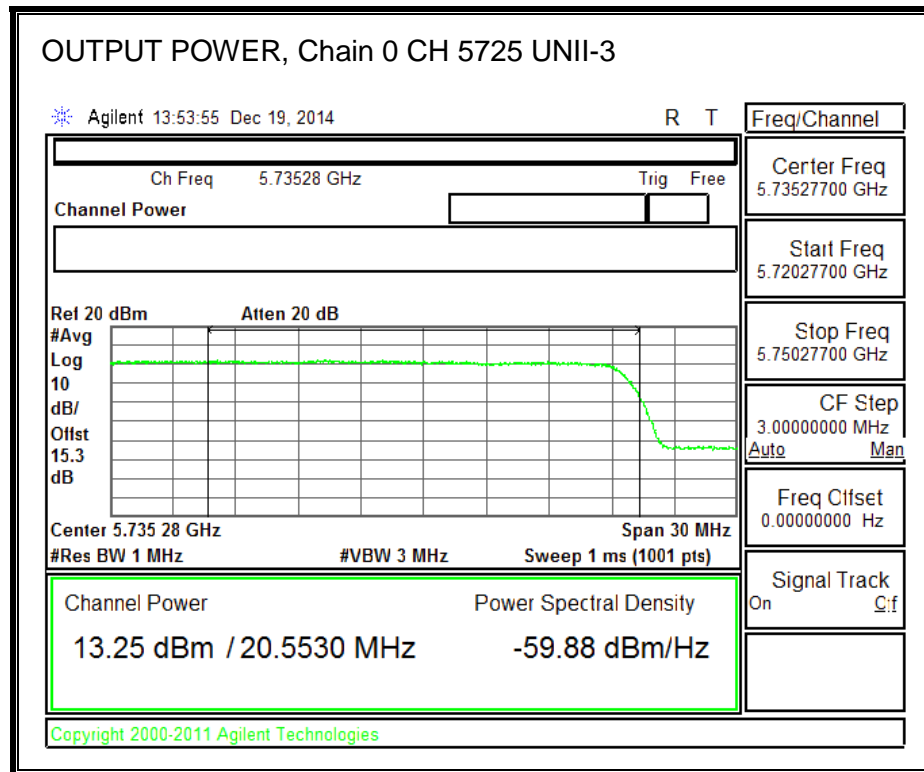 OUTPUT POWER, Chain 0 CH 5725 UNII-3
Agilent 13:53:55 Dec 19, 2014 R T
Freq/Channel
Ch Freq 5.73528 GHz Trig Free
Channel Power
Center Freq
5.73527700 GHz
Start Freq
5.72027700 GHz
Stop Freq
5.75027700 GHz
CF Step
3.00000000 MHz
Auto Man
Freq Offset
0.00000000 Hz
Signal Track
On Off
Ref 20 dBm Atten 20 dB
#Avg
Log
10
dB/
Offst
15.3
dB
Center 5.735 28 GHz Span 30 MHz
#Res BW 1 MHz #VBW 3 MHz Sweep 1 ms (1001 pts)
Channel Power Power Spectral Density
13.25 dBm / 20.5530 MHz -59.88 dBm/Hz
Copyright 2000-2011 Agilent Technologies